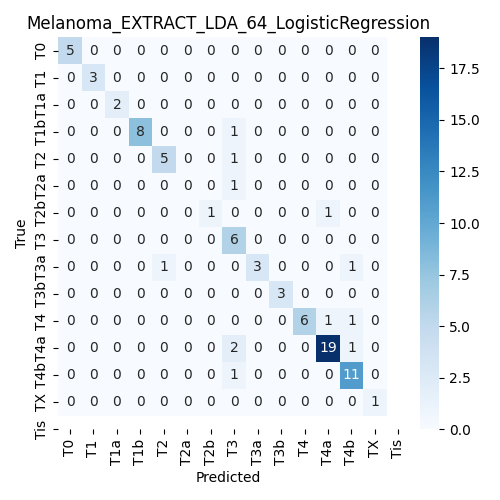 Melanoma_EXTRACT_LDA_64_LogisticRegression
T0 5 0 0 0 0 0 0 0 0 0 0 0 0 0
T1 0 3 0 0 0 0 0 0 0 0 0 0 0 0
T1a 0 0 2 0 0 0 0 0 0 0 0 0 0 0
T1b 0 0 0 8 0 0 0 1 0 0 0 0 0 0
T2 0 0 0 0 5 0 0 1 0 0 0 0 0 0
T2a 0 0 0 0 0 0 0 1 0 0 0 0 0 0
T2b 0 0 0 0 0 0 1 0 0 0 0 1 0 0
T3 0 0 0 0 0 0 0 6 0 0 0 0 0 0
T3a 0 0 0 0 1 0 0 0 3 0 0 0 1 0
T3b 0 0 0 0 0 0 0 0 0 3 0 0 0 0
T4 0 0 0 0 0 0 0 0 0 0 6 1 1 0
T4a 0 0 0 0 0 0 0 2 0 0 0 19 1 0
T4b 0 0 0 0 0 0 0 1 0 0 0 0 11 0
TX 0 0 0 0 0 0 0 0 0 0 0 0 0 1
Tis
True
T0 T1 T1a T1b T2 T2a T2b T3 T3a T3b T4 T4a T4b TX Tis
Predicted
17.5
15.0
12.5
10.0
7.5
5.0
2.5
0.0